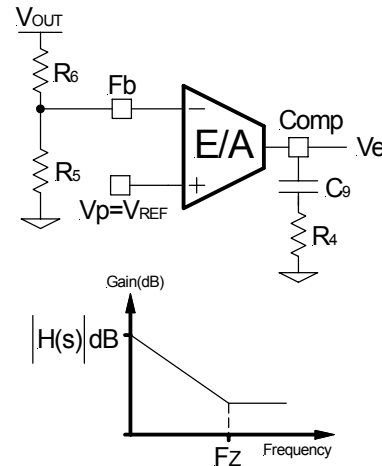 VOUT
R6
Fb
E/A
−
+
Comp
Ve
R5
C9
Vp=VREF
R4
Gain(dB)
|H(s)|dB
FZ
Frequency